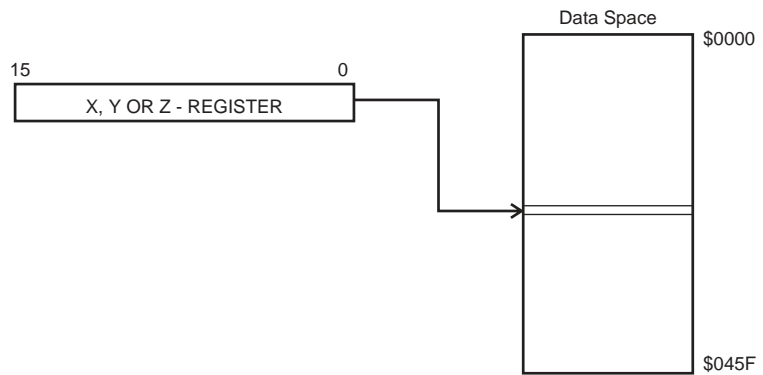 Data Space
$0000
15 0
X, Y OR Z - REGISTER
$045F